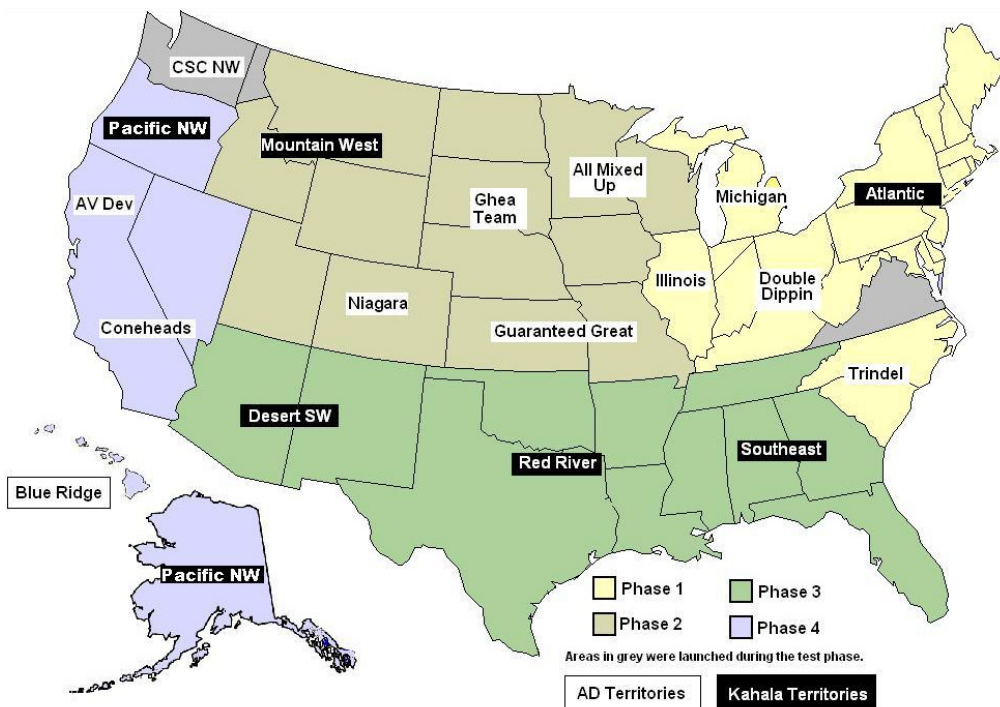 CSC NW
Pacific NW
Mountain West
All Mixed
Up
AV Dev
Ghea
Team
Michigan
Atlantic
Illinois
Double
Dippin
Niagara
Coneheads
Guaranteed Great
Trindel
Desert SW
Southeast
Red River
Blue Ridge
Pacific NW
Phase 1
Phase 3
Phase 2
Phase 4
Areas in grey were launched during the test phase.
AD Territories
Kahala Territories